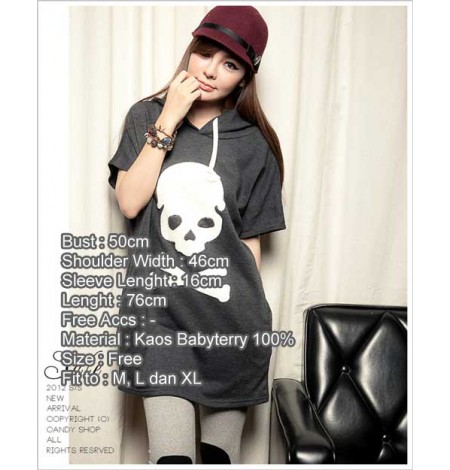 Bust : 50cm
Shoulder Width : 46cm
Sleeve Lenght : 16cm
Lenght : 76cm
Free Accs : -
Material : Kaos Babyterry 100%
Size : Free
Fit to : M, L dan XL
2012 S/S
NEW
ARRIVAL
COPYRIGHT (C)
CANDY SHOP
ALL
RIGHTS RESRVED